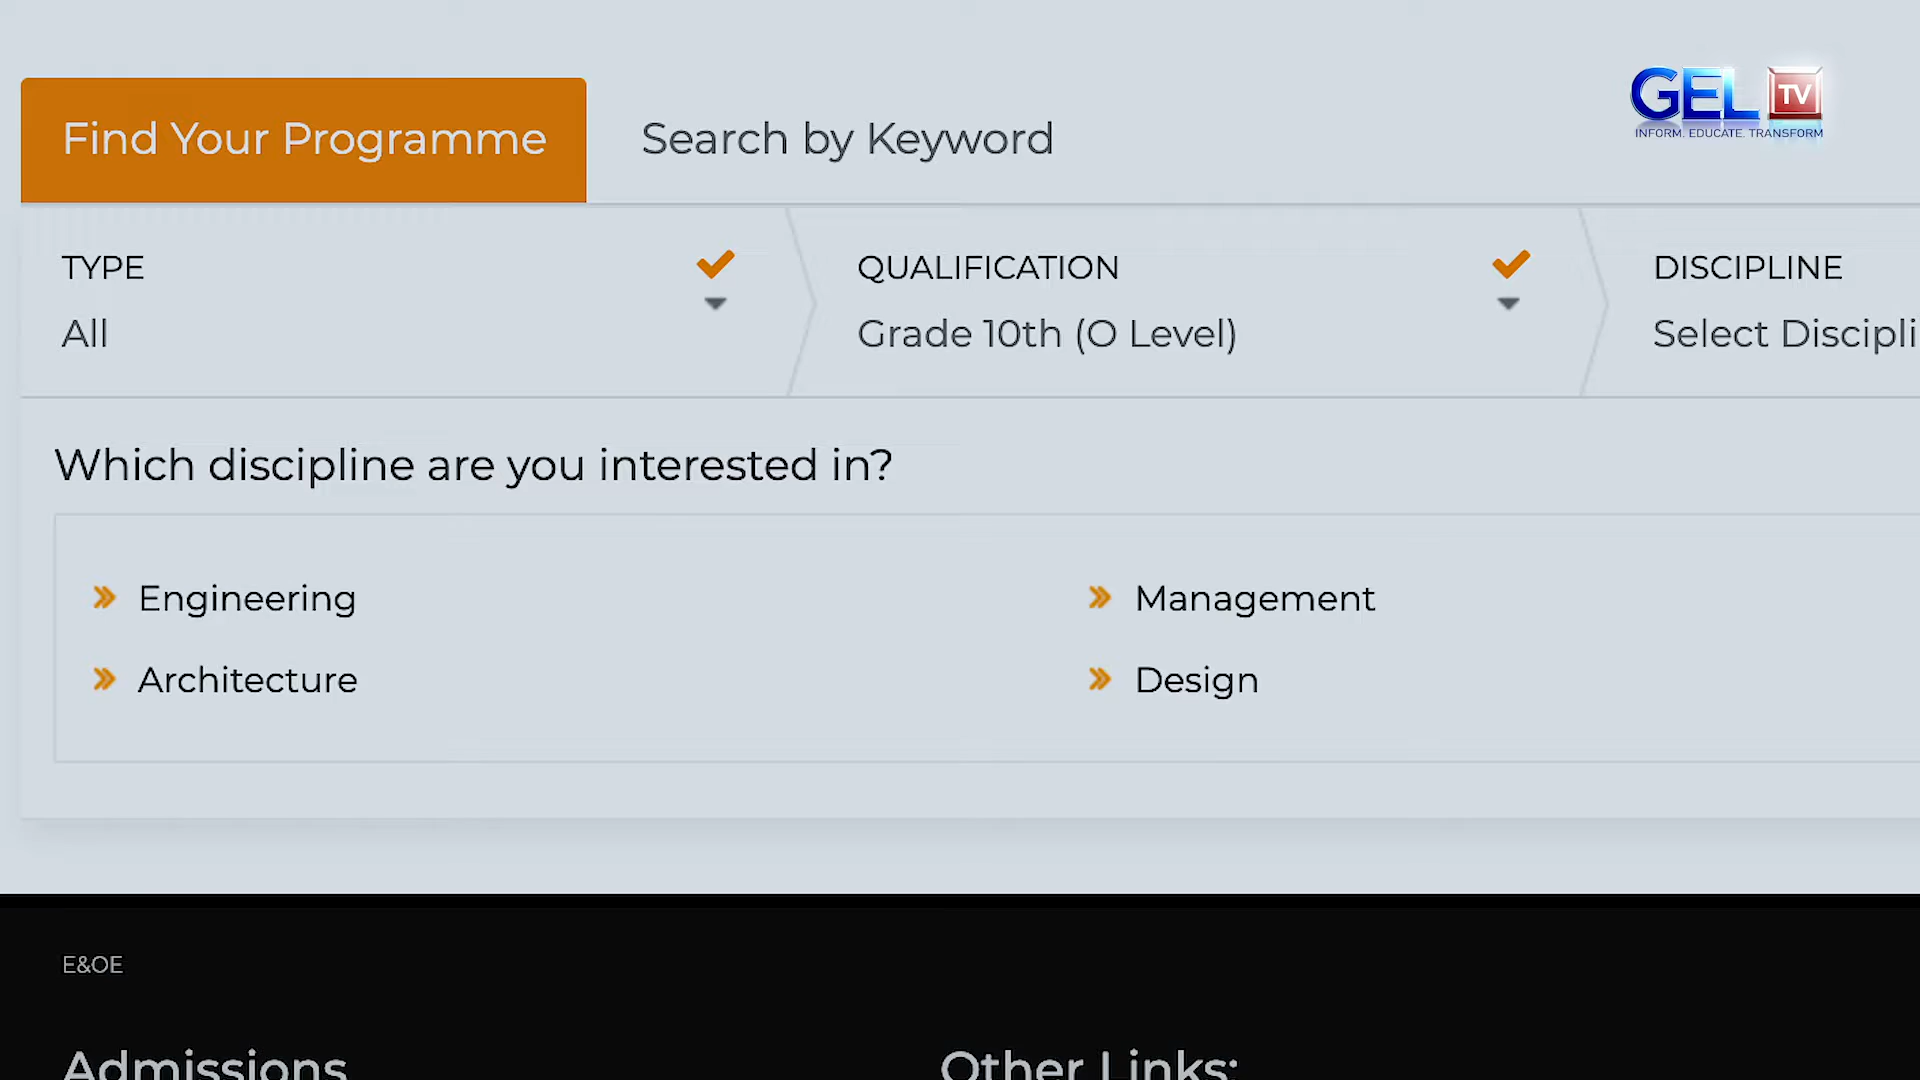 GEL TV
INFORM. EDUCATE. TRANSFORM
Find Your Programme
Search by Keyword
TYPE
All
QUALIFICATION
Grade 10th (O Level)
DISCIPLINE
Select Discipli
Which discipline are you interested in?
Engineering
Management
Architecture
Design
E&OE
Admissions
Other Links: